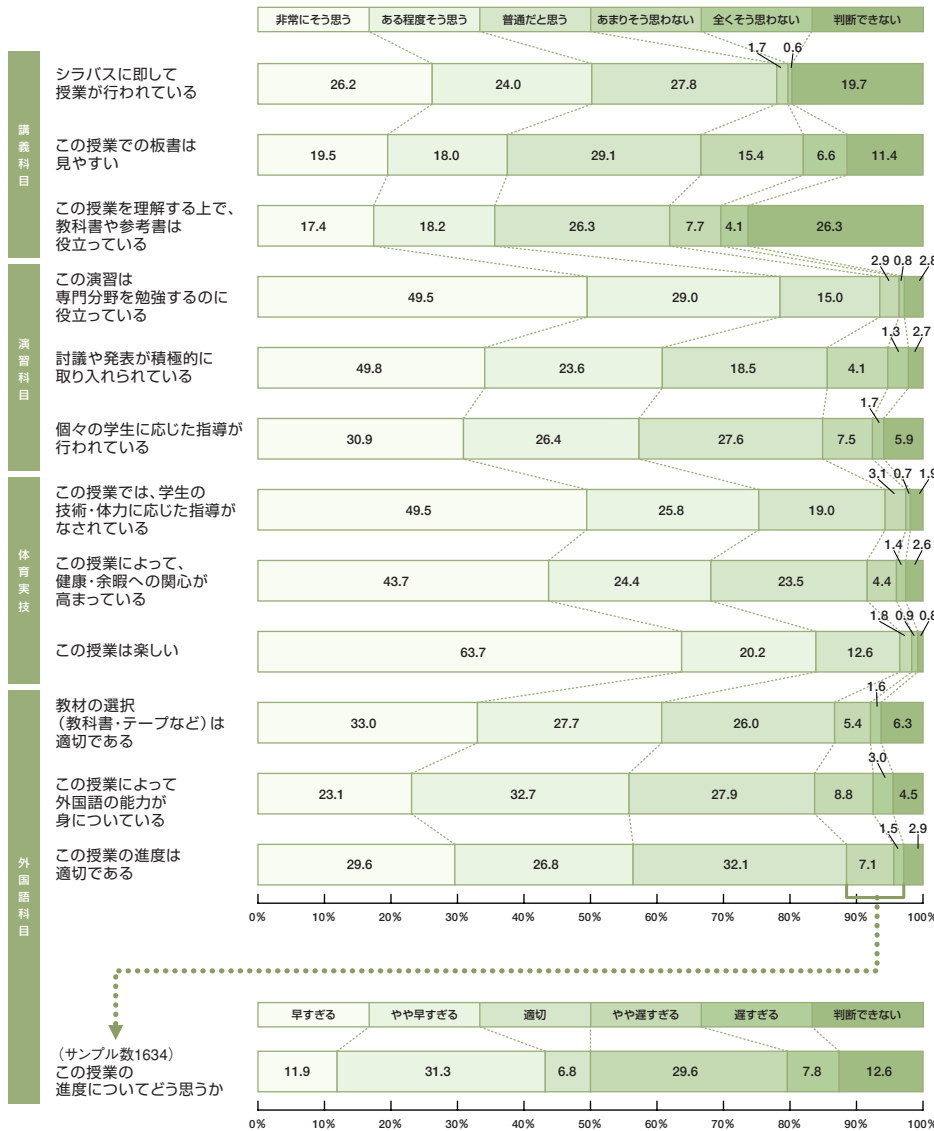 非常にそう思う ある程度そう思う 普通だと思う あまりそう思わない 全くそう思わない 判断できない
講義科目
シラバスに即して
授業が行われている
26.2 24.0 27.8 1.7 0.6 19.7
この授業での板書は
見やすい
19.5 18.0 29.1 15.4 6.6 11.4
この授業を理解する上で、
教科書や参考書は
役立っている
17.4 18.2 26.3 7.7 4.1 26.3
演習科目
この演習は
専門分野を勉強するのに
役立っている
49.5 29.0 15.0 2.9 0.8 2.8
討議や発表が積極的に
取り入れられている
49.8 23.6 18.5 4.1 1.3 2.7
個々の学生に応じた指導が
行われている
30.9 26.4 27.6 7.5 1.7 5.9
体育実技
この授業では、学生の
技術・体力に応じた指導が
なされている
49.5 25.8 19.0 3.1 0.7 1.9
この授業によって、
健康・余暇への関心が
高まっている
43.7 24.4 23.5 4.4 1.4 2.6
この授業は楽しい
63.7 20.2 12.6 1.8 0.9 0.8
外国語科目
教材の選択
（教科書・テープなど）は
適切である
33.0 27.7 26.0 5.4 1.6 6.3
この授業によって
外国語の能力が
身についている
23.1 32.7 27.9 8.8 3.0 4.5
この授業の進度は
適切である
29.6 26.8 32.1 7.1 1.5 2.9
0% 10% 20% 30% 40% 50% 60% 70% 80% 90% 100%
早すぎる やや早すぎる 適切 やや遅すぎる 遅すぎる 判断できない
（サンプル数1634）
この授業の
進度についてどう思うか
11.9 31.3 6.8 29.6 7.8 12.6
0% 10% 20% 30% 40% 50% 60% 70% 80% 90% 100%